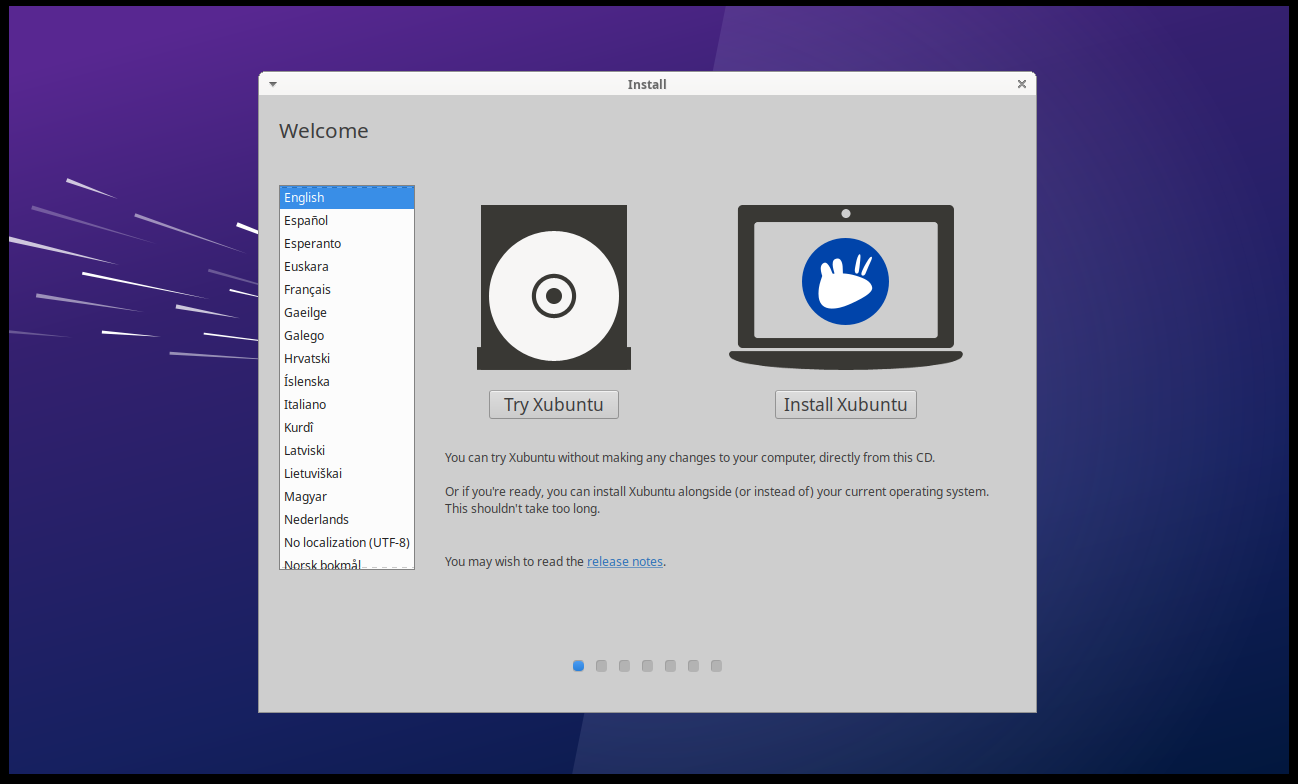 Install
Welcome
English
Español
Esperanto
Euskara
Français
Gaeilge
Galego
Hrvatski
Íslenska
Italiano
Kurdî
Latviski
Lietuviškai
Magyar
Nederlands
No localization (UTF-8)
Norsk bokmål
Try Xubuntu
Install Xubuntu
You can try Xubuntu without making any changes to your computer, directly from this CD.
Or if you're ready, you can install Xubuntu alongside (or instead of) your current operating system.
This shouldn't take too long.
You may wish to read the release notes.